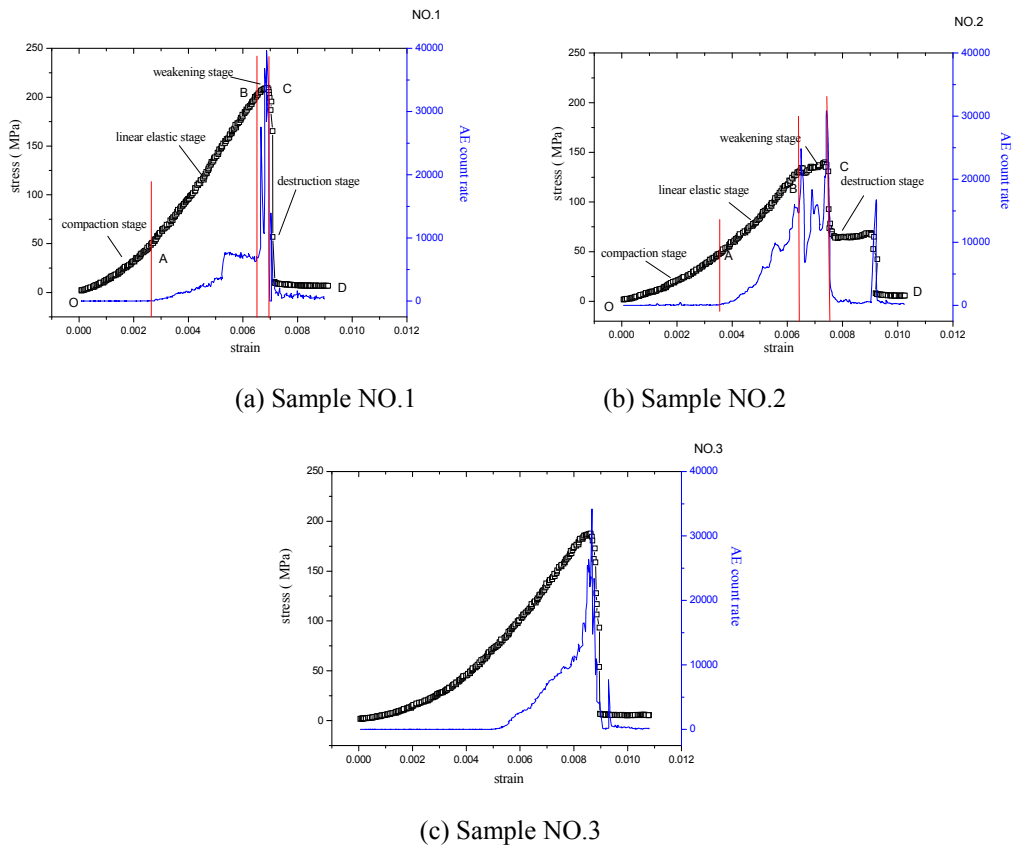 NO.1
250
200
150
100
50
0
stress ( MPa)
40000
30000
20000
10000
0
AE count rate
weakening stage
B
C
linear elastic stage
destruction stage
compaction stage
A
O
D
0.000 0.002 0.004 0.006 0.008 0.010 0.012
strain
(a) Sample NO.1
NO.2
250
200
150
100
50
0
stress ( MPa)
40000
30000
20000
10000
0
AE count rate
weakening stage
B
C
linear elastic stage
destruction stage
compaction stage
A
O
D
0.000 0.002 0.004 0.006 0.008 0.010 0.012
strain
(b) Sample NO.2
NO.3
250
200
150
100
50
0
stress ( MPa)
40000
30000
20000
10000
0
AE count rate
0.000 0.002 0.004 0.006 0.008 0.010 0.012
strain
(c) Sample NO.3